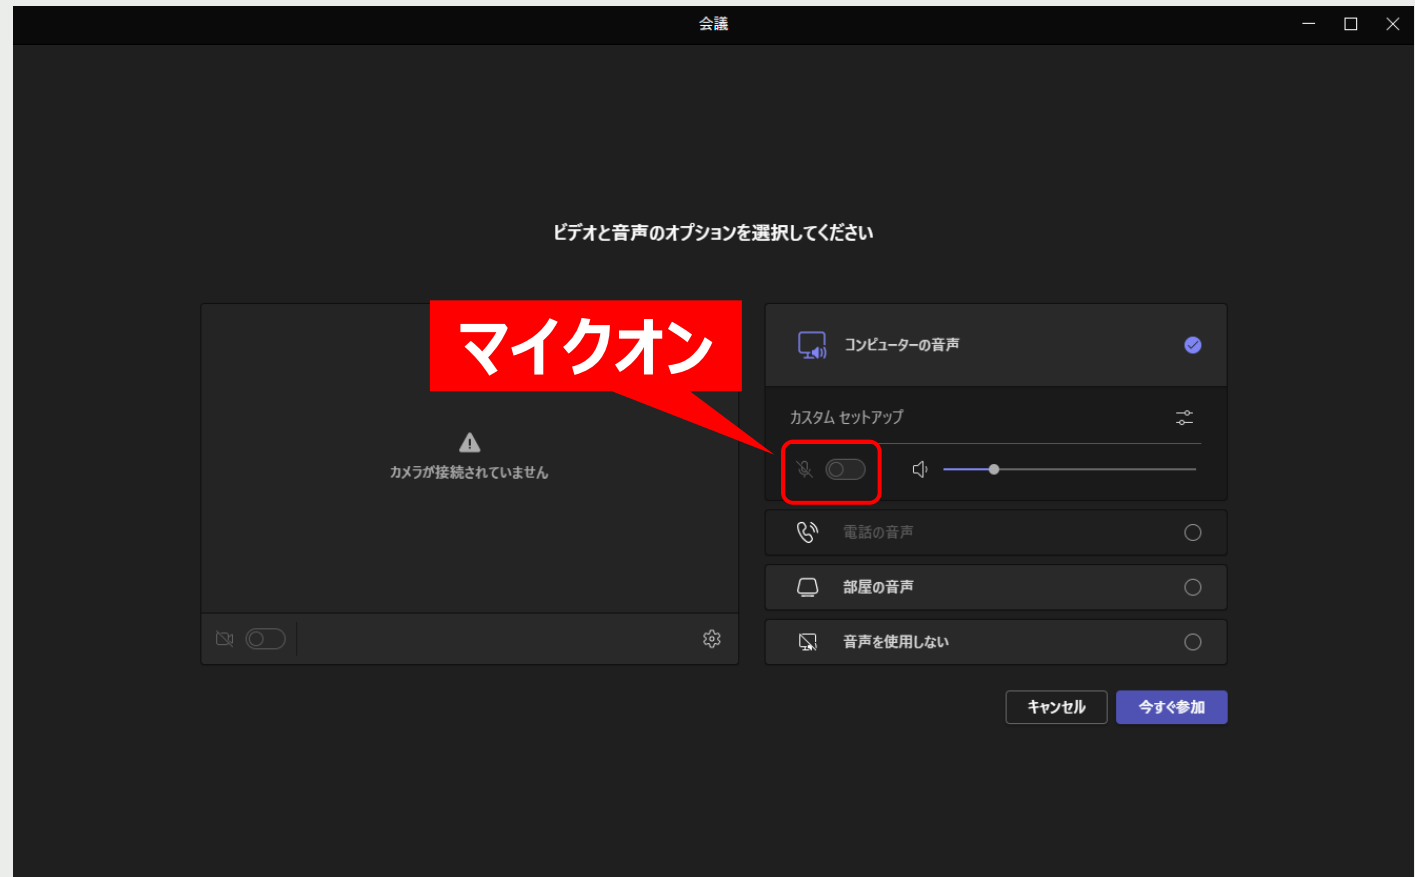 会議
ビデオと音声のオプションを選択してください
マイクオン
コンピューターの音声
カスタム セットアップ
カメラが接続されていません
電話の音声
部屋の音声
音声を使用しない
キャンセル
今すぐ参加